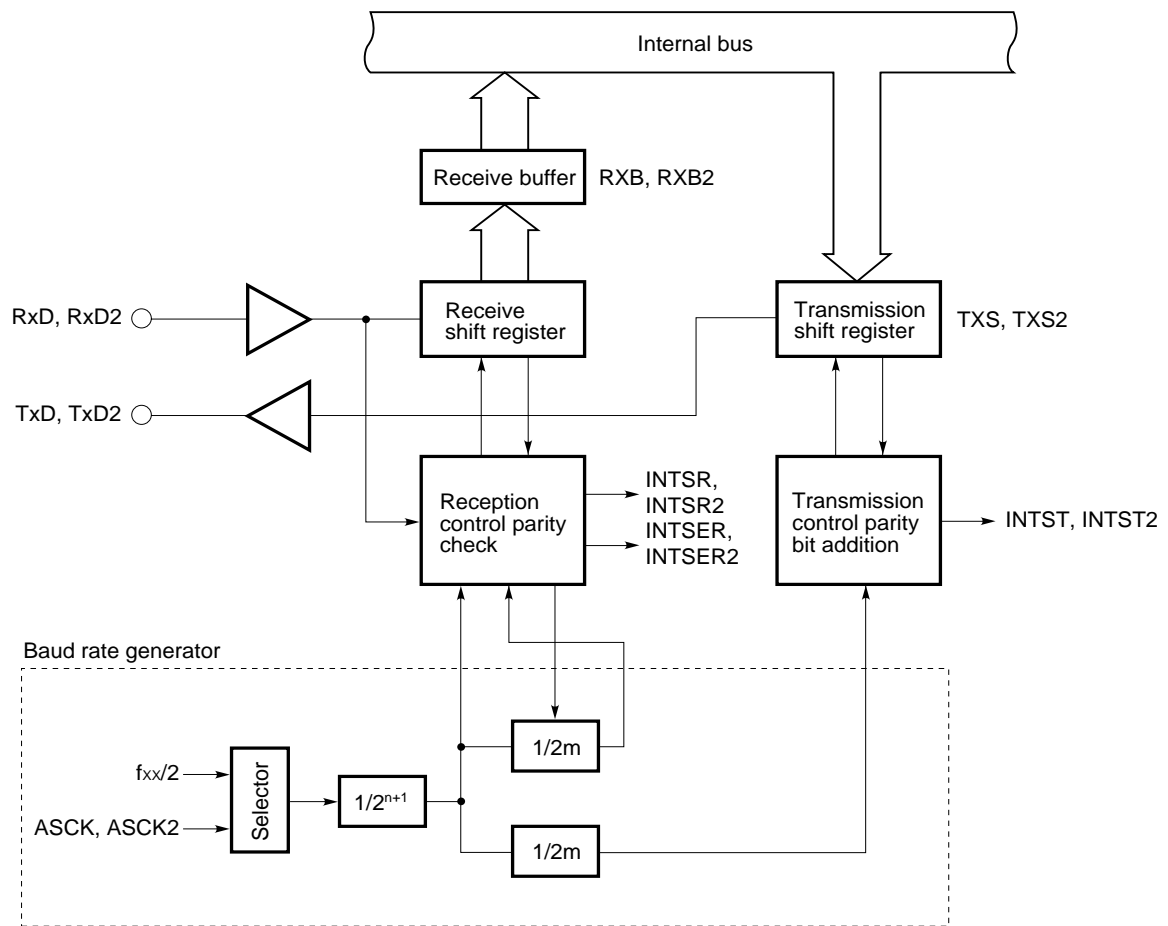 Internal bus
Receive buffer
RXB, RXB2
RxD, RxD2
Receive
shift register
Transmission
shift register
TXS, TXS2
TxD, TxD2
Reception
control parity
check
INTSR,
INTSR2
INTSER,
INTSER2
Transmission
control parity
bit addition
INTST, INTST2
Baud rate generator
fxx/2
ASCK, ASCK2
Selector
1/2ⁿ⁺¹
1/2m
1/2m